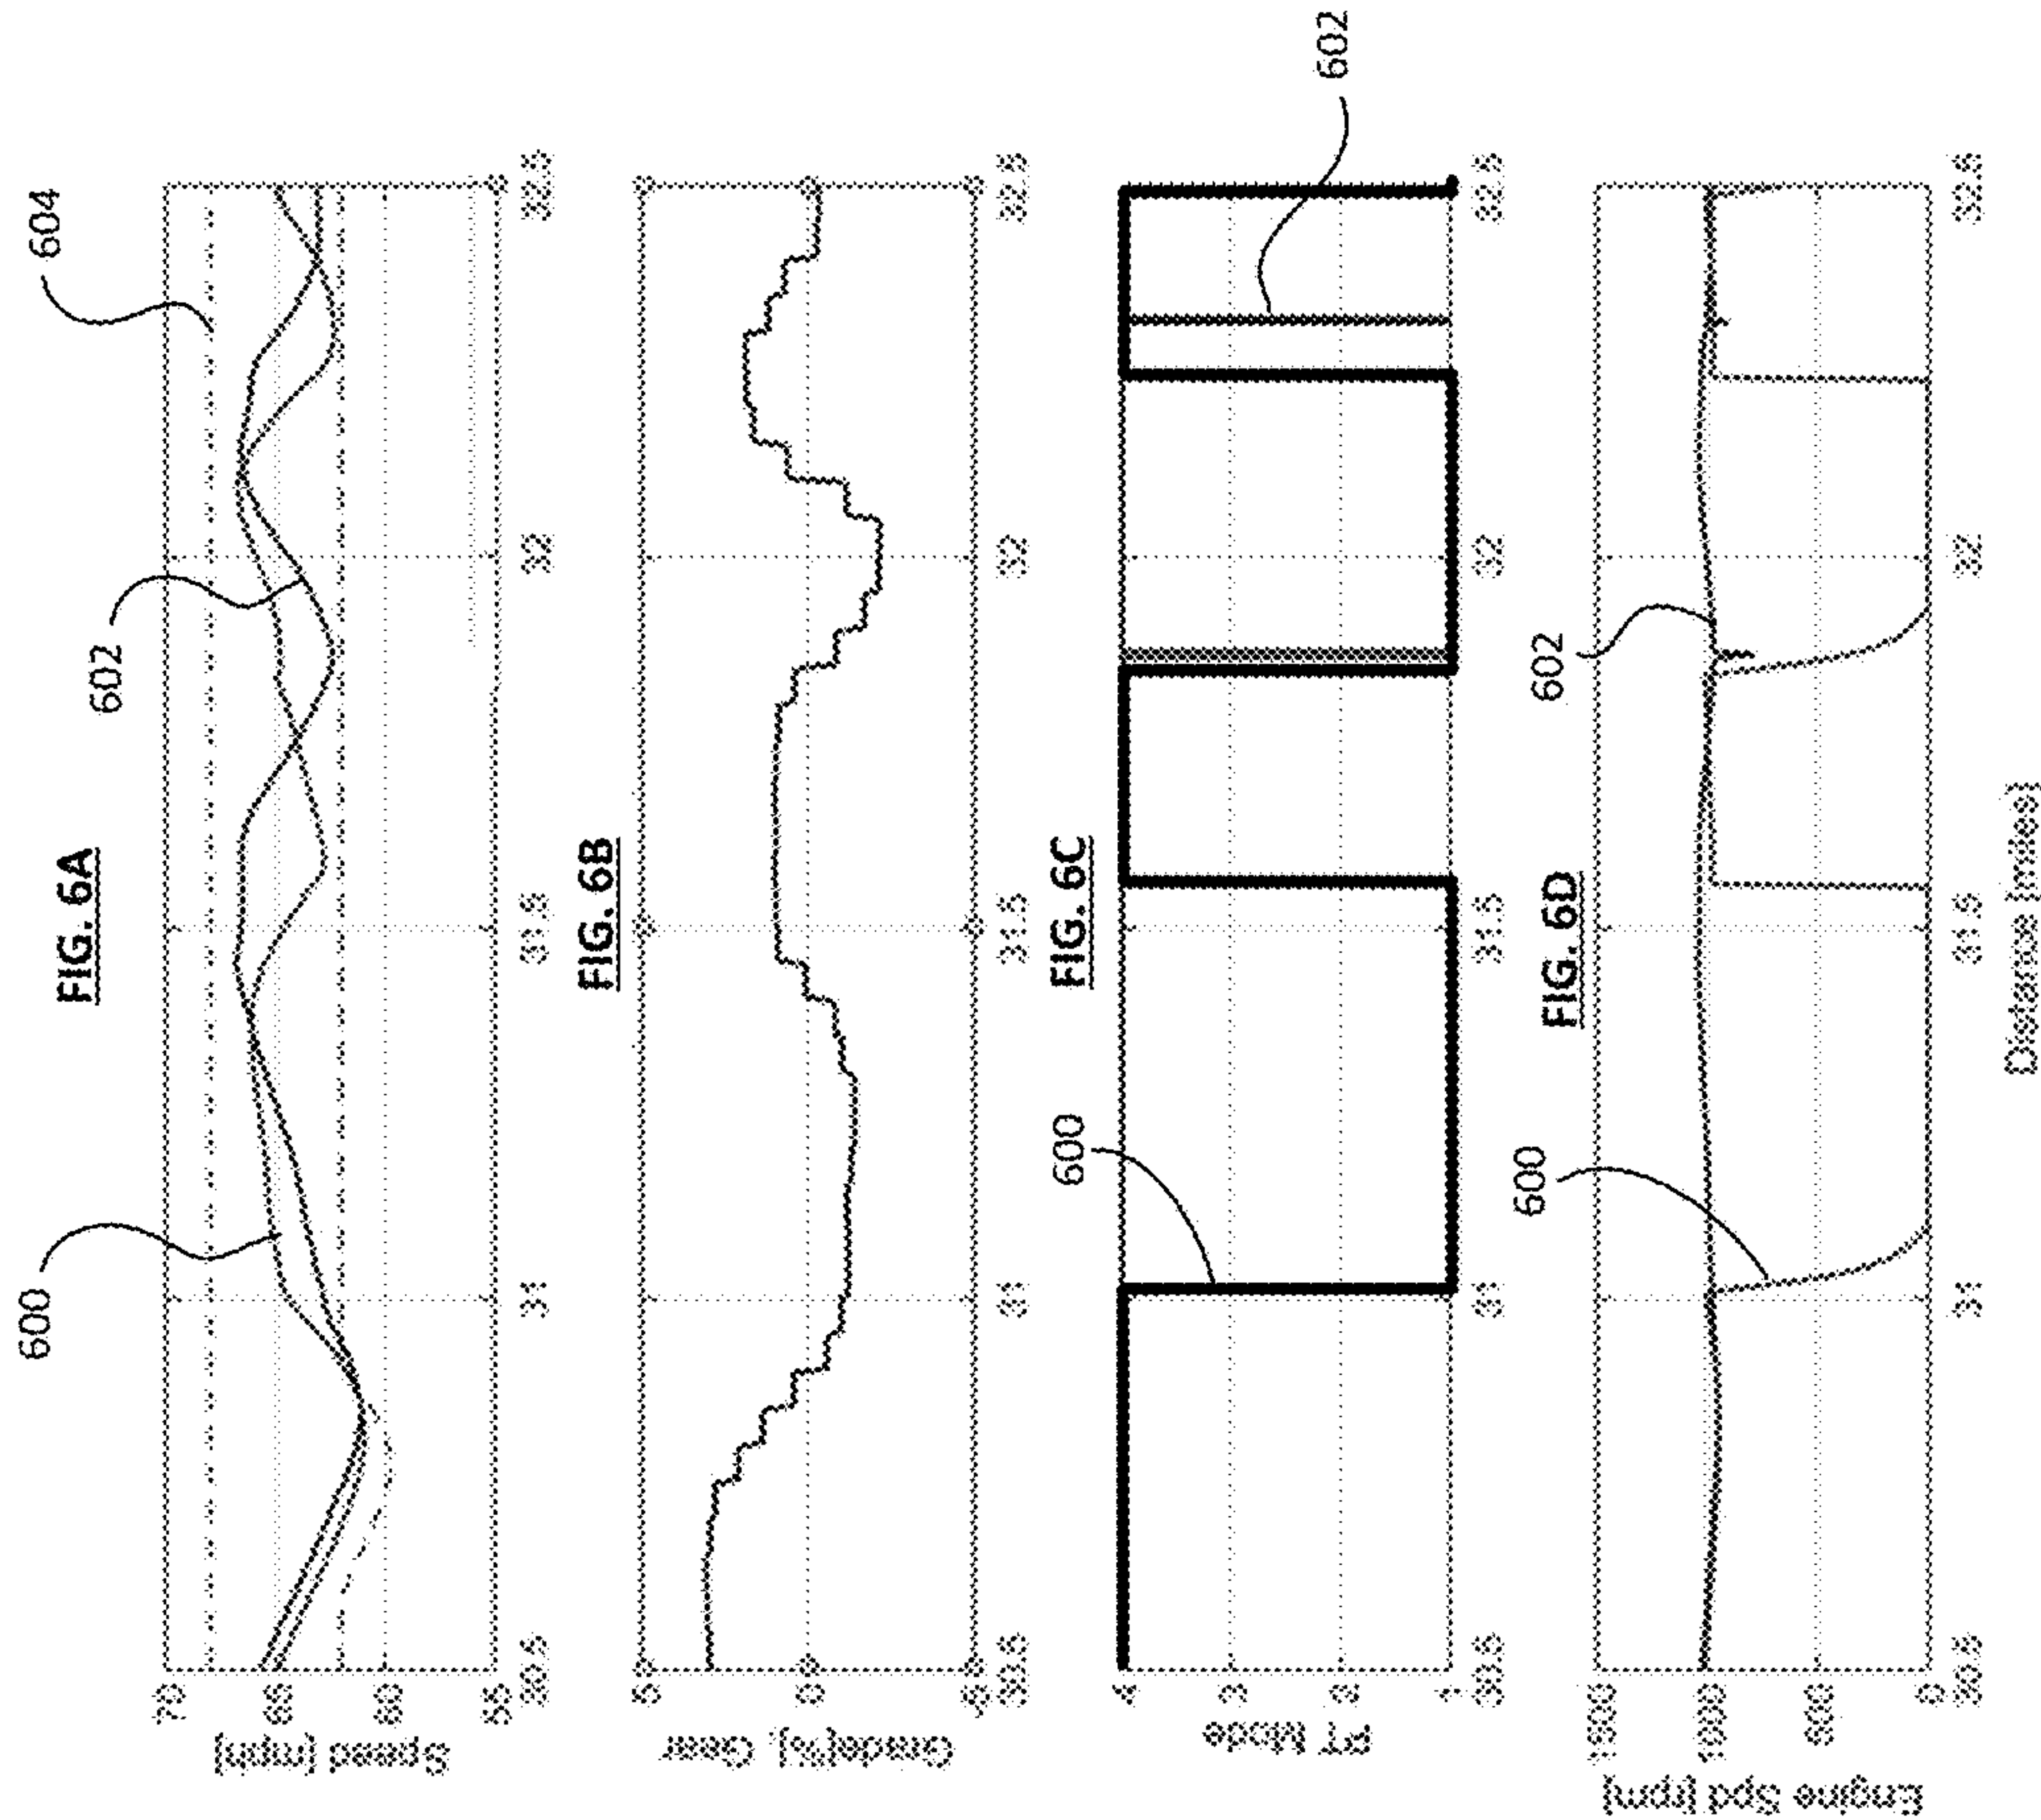 FIG. 6A
600
602
604
Speed [mph]
70
65
60
55
30.5 31 31.5 32 32.5
FIG. 6B
Grade[%], Gear
5
0
-5
30.5 31 31.5 32 32.5
FIG. 6C
600
602
PT Mode
4
3
2
1
30.5 31 31.5 32 32.5
FIG. 6D
600
602
Engine Spd [rpm]
1500
1000
500
0
30.5 31 31.5 32 32.5
Distance [miles]